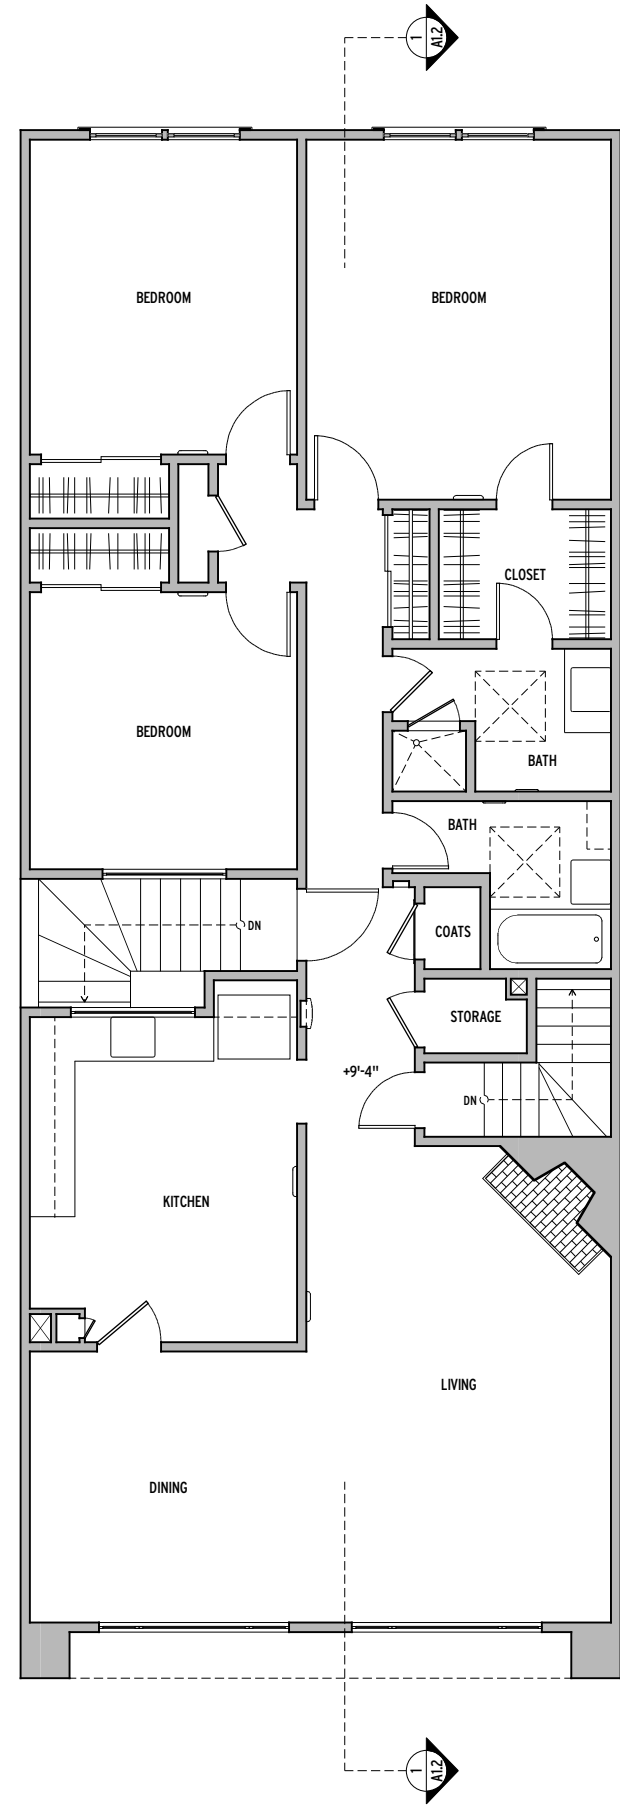 1
A1.2
BEDROOM
BEDROOM
CLOSET
BEDROOM
BATH
BATH
DN
COATS
STORAGE
+9'-4"
DN
KITCHEN
LIVING
DINING
1
A1.2